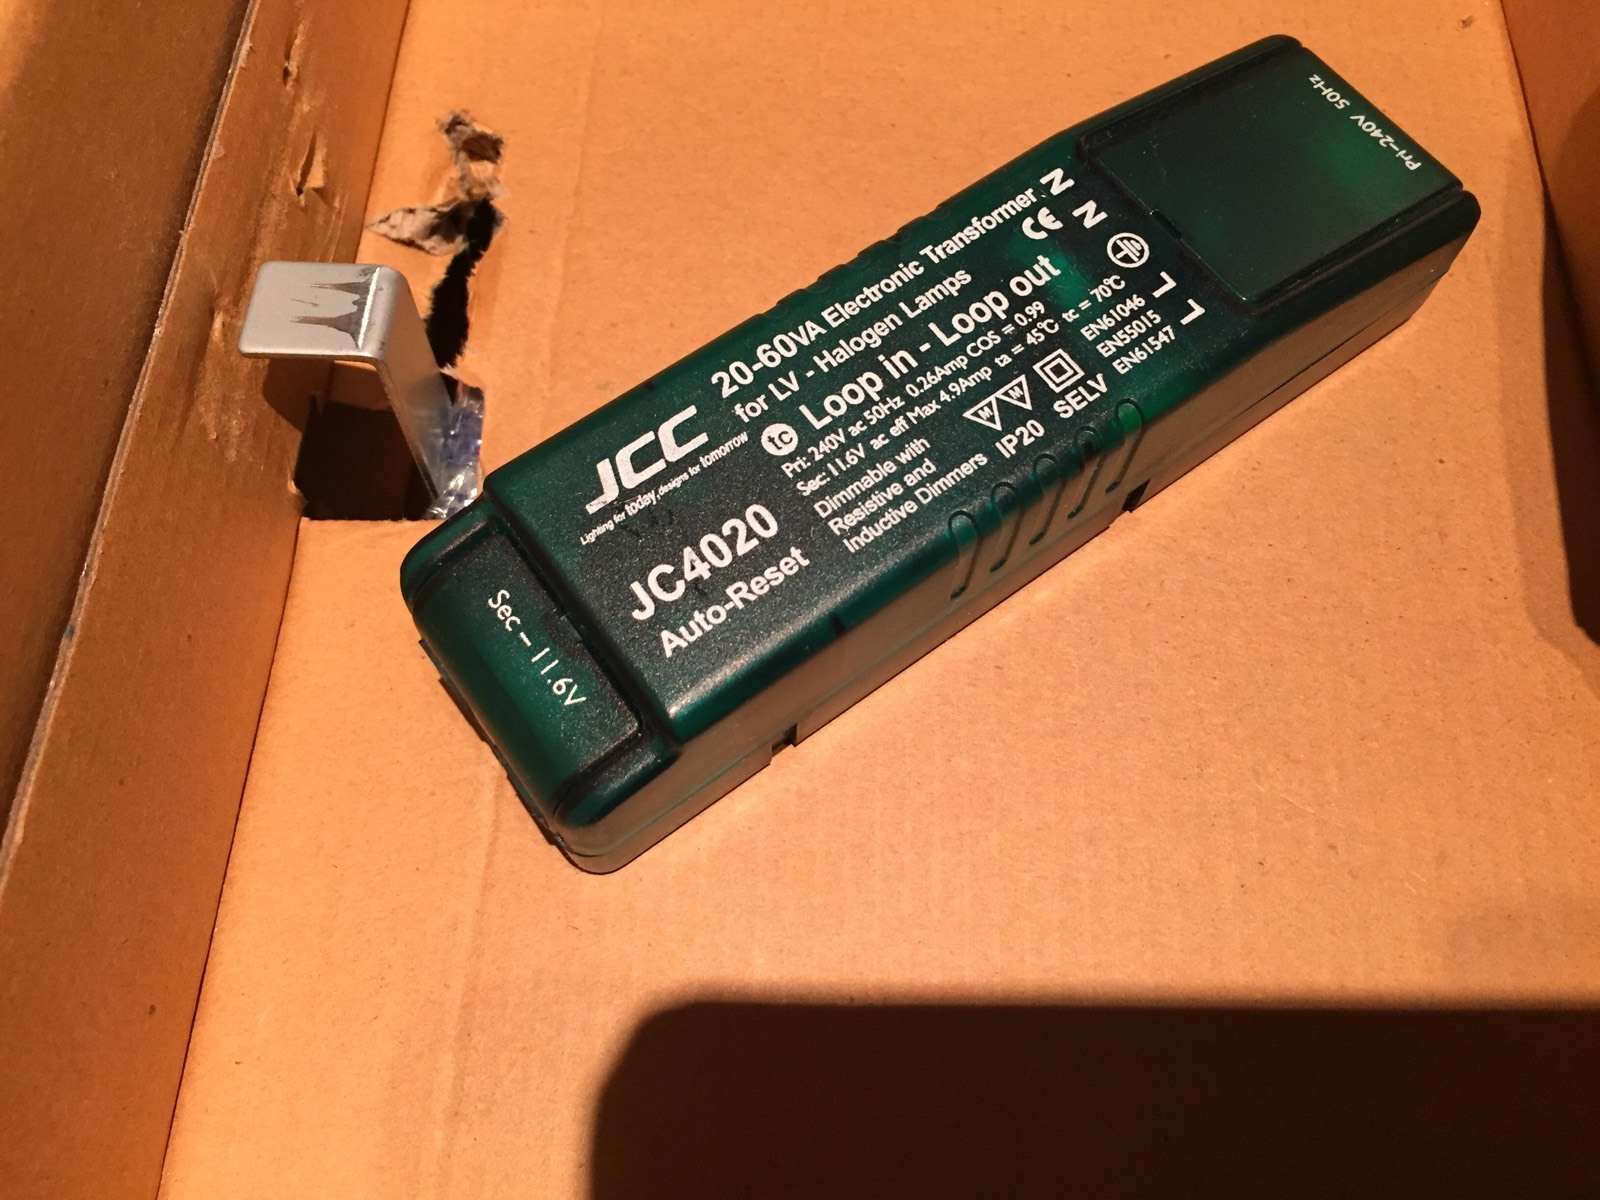 JCC
Lighting for today, designs for tomorrow
JC4020
Auto-Reset
20-60VA Electronic Transformer
for LV - Halogen Lamps
tc Loop in - Loop out
Pri: 240V ac 50Hz 0.26Amp COS = 0.99
Sec: 11.6V ac eff Max 4.9Amp ta = 45℃ tc = 70℃
Dimmable with
Resistive and
Inductive Dimmers
M M
IP20 SELV
CE
EN61046
EN55015
EN61547
N
N
L
L
Sec-11.6V
Pri-240V 50Hz